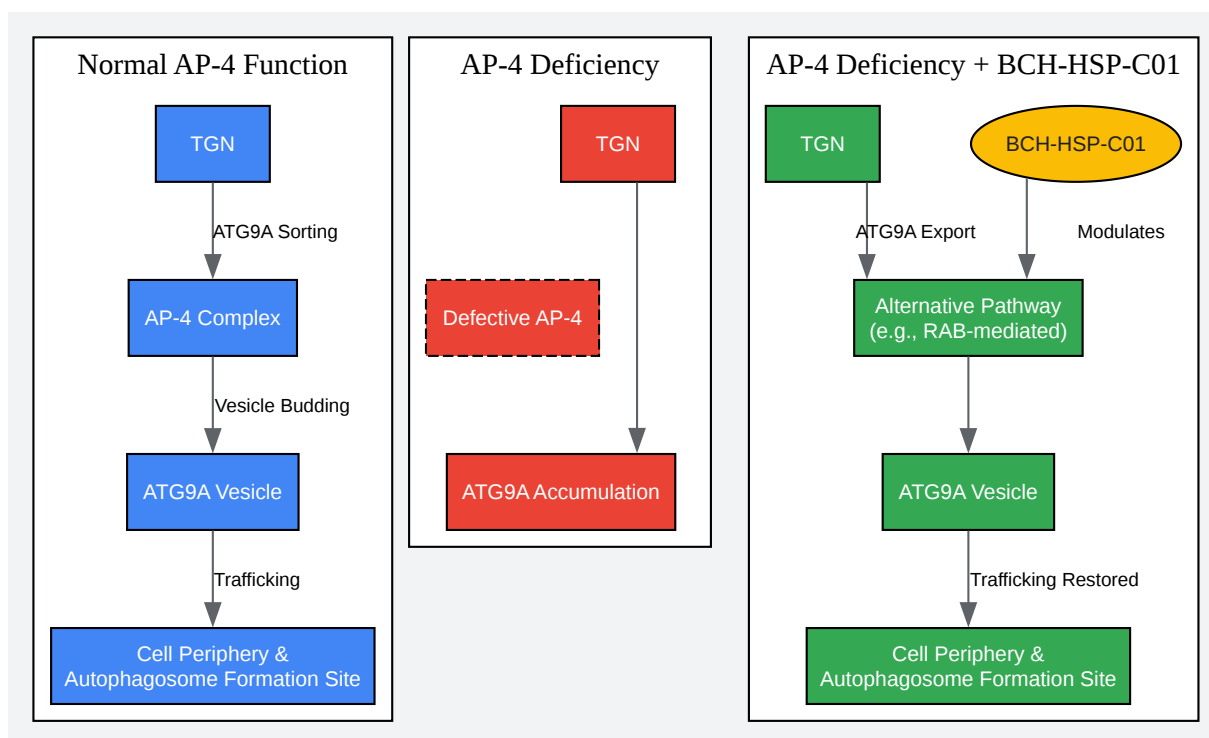 Normal AP-4 Function
TGN
ATG9A Sorting
AP-4 Complex
Vesicle Budding
ATG9A Vesicle
Trafficking
Cell Periphery &
Autophagosome Formation Site
AP-4 Deficiency
TGN
Defective AP-4
ATG9A Accumulation
AP-4 Deficiency + BCH-HSP-C01
TGN
BCH-HSP-C01
ATG9A Export
Modulates
Alternative Pathway
(e.g., RAB-mediated)
ATG9A Vesicle
Trafficking Restored
Cell Periphery &
Autophagosome Formation Site